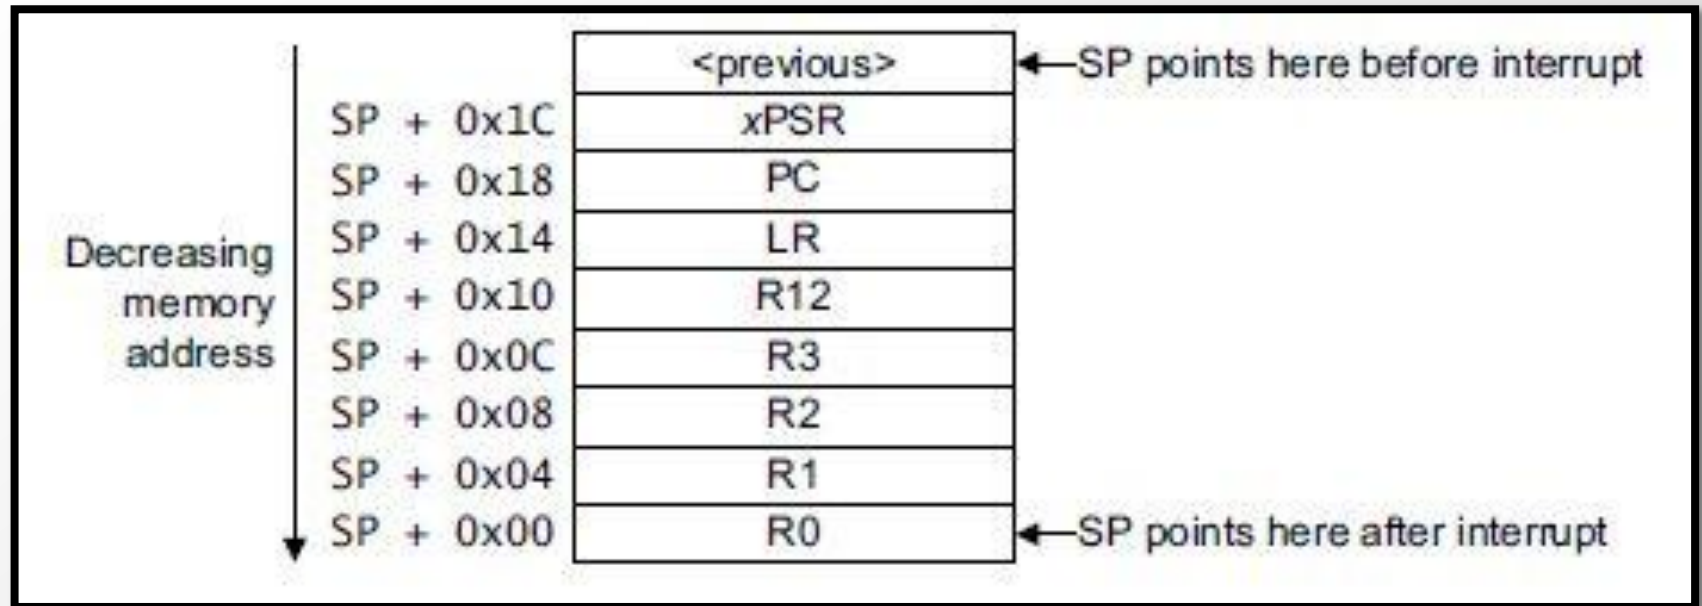 <previous>
SP points here before interrupt
SP + 0x1C
xPSR
SP + 0x18
PC
SP + 0x14
LR
Decreasing
memory
address
SP + 0x10
R12
SP + 0x0C
R3
SP + 0x08
R2
SP + 0x04
R1
SP + 0x00
R0
SP points here after interrupt